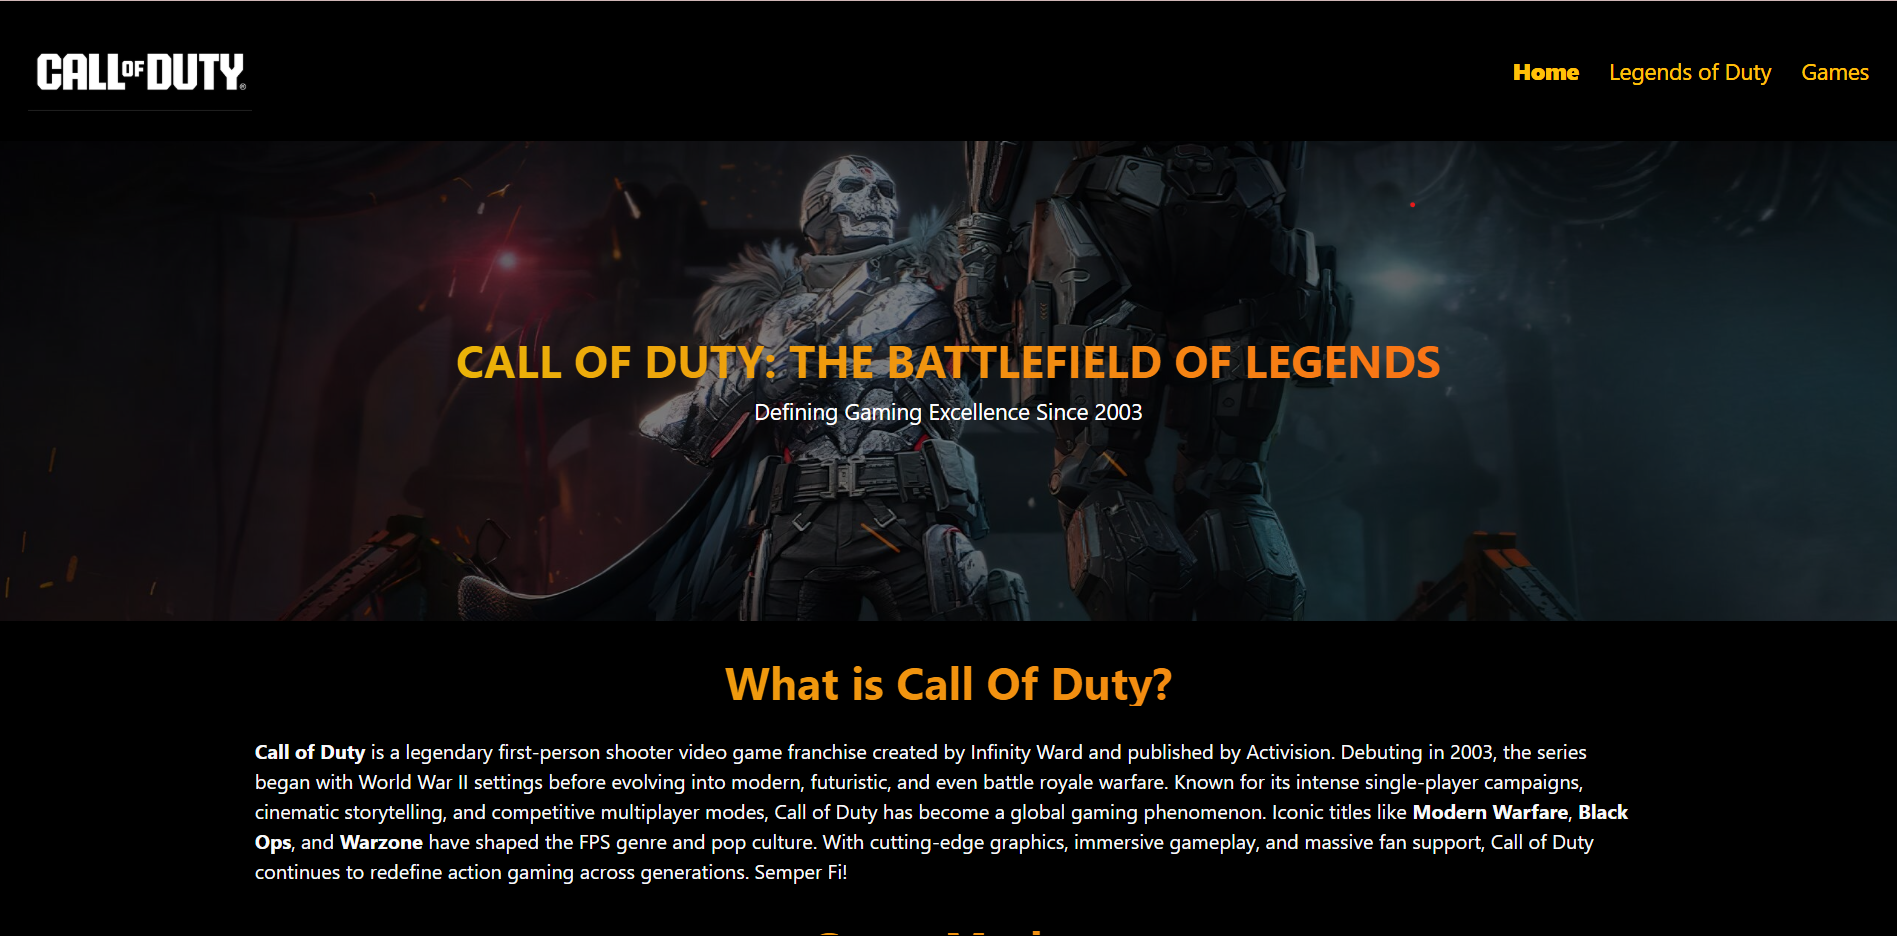 CALL OF DUTY®
Home Legends of Duty Games
CALL OF DUTY: THE BATTLEFIELD OF LEGENDS
Defining Gaming Excellence Since 2003
What is Call Of Duty?
Call of Duty is a legendary first-person shooter video game franchise created by Infinity Ward and published by Activision. Debuting in 2003, the series
began with World War II settings before evolving into modern, futuristic, and even battle royale warfare. Known for its intense single-player campaigns,
cinematic storytelling, and competitive multiplayer modes, Call of Duty has become a global gaming phenomenon. Iconic titles like Modern Warfare, Black
Ops, and Warzone have shaped the FPS genre and pop culture. With cutting-edge graphics, immersive gameplay, and massive fan support, Call of Duty
continues to redefine action gaming across generations. Semper Fi!